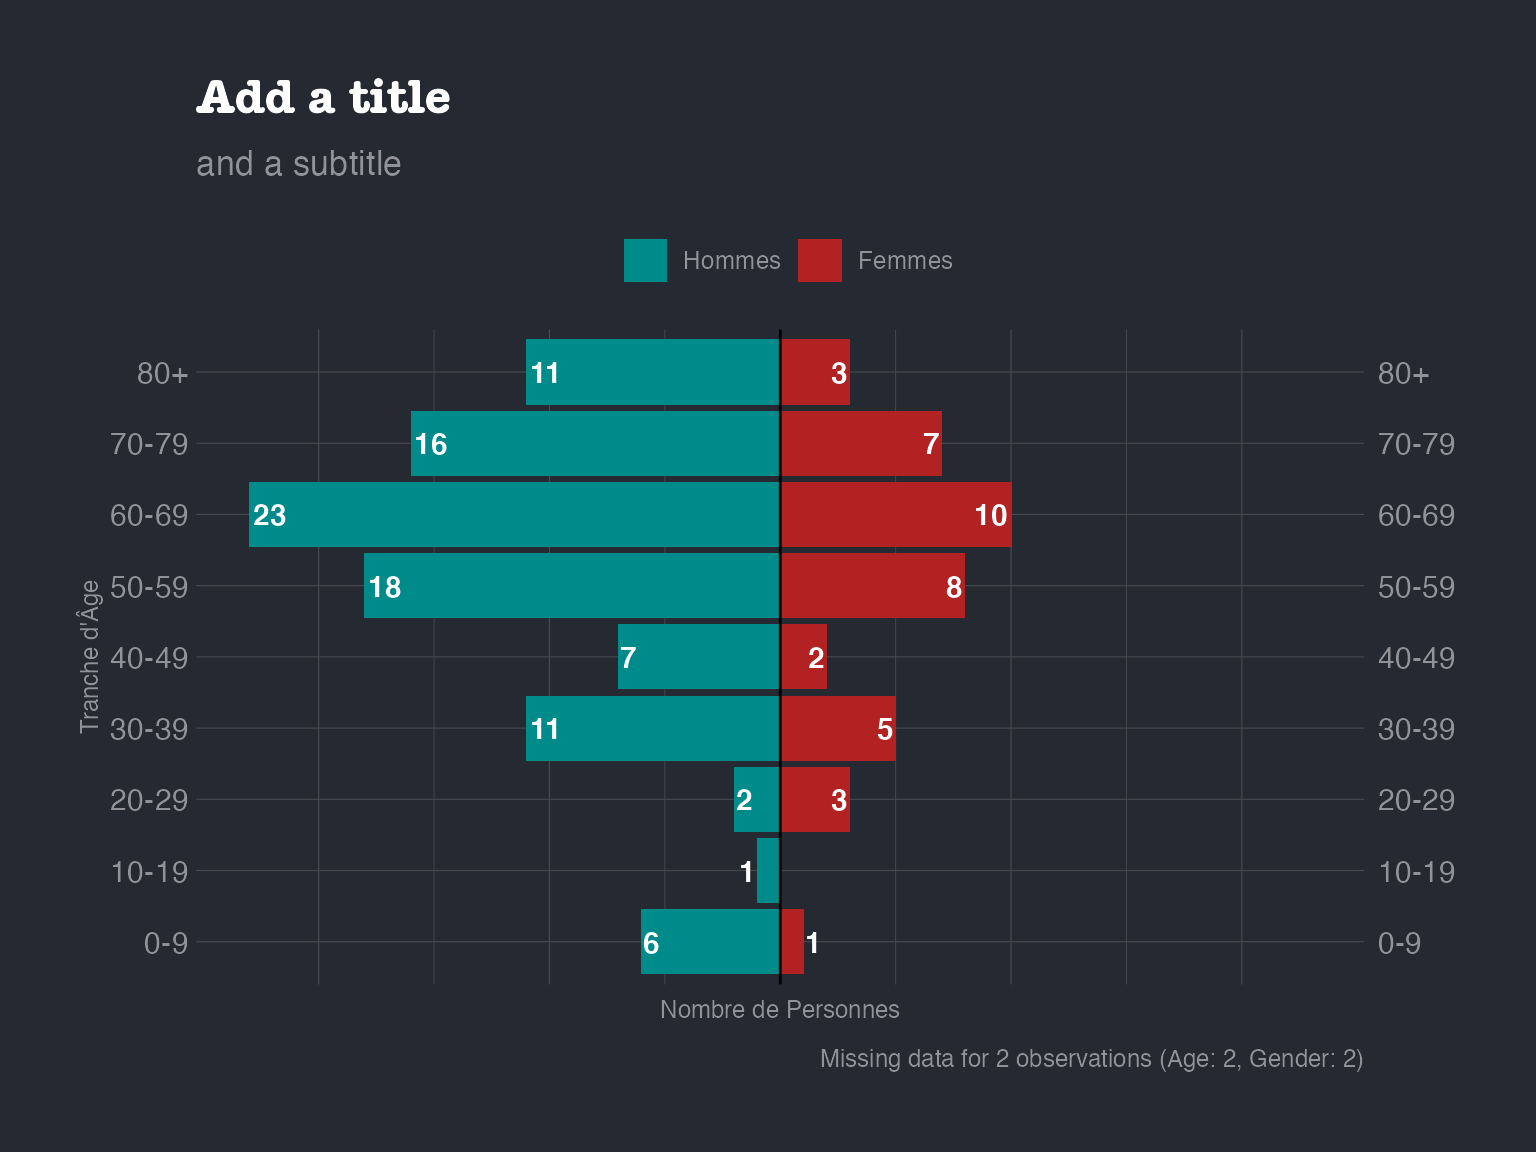 Add a title
and a subtitle
Hommes Femmes
80+ 11 3 80+
70-79 16 7 70-79
60-69 23 10 60-69
50-59 18 8 50-59
40-49 7 2 40-49
30-39 11 5 30-39
20-29 2 3 20-29
10-19 1 10-19
0-9 6 1 0-9
Tranche d'Âge
Nombre de Personnes
Missing data for 2 observations (Age: 2, Gender: 2)